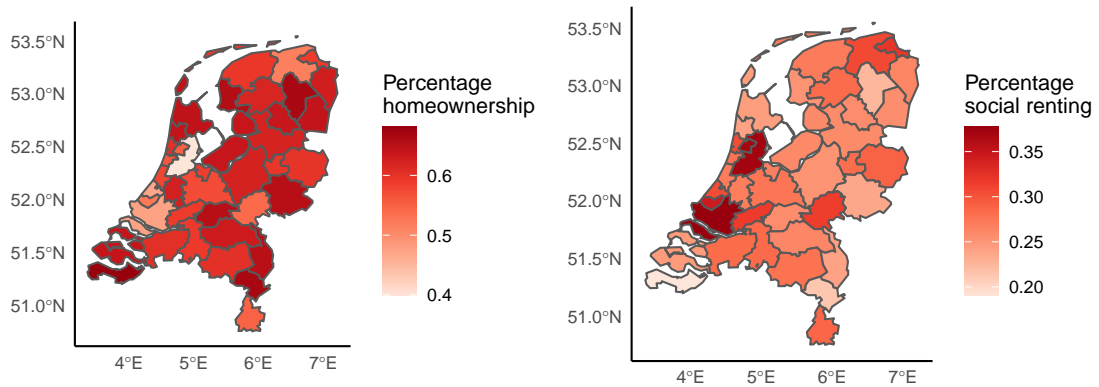 53.5°N
53.0°N
52.5°N
52.0°N
51.5°N
51.0°N
4°E 5°E 6°E 7°E
Percentage
homeownership
0.6
0.5
0.4
53.5°N
53.0°N
52.5°N
52.0°N
51.5°N
51.0°N
4°E 5°E 6°E 7°E
Percentage
social renting
0.35
0.30
0.25
0.20